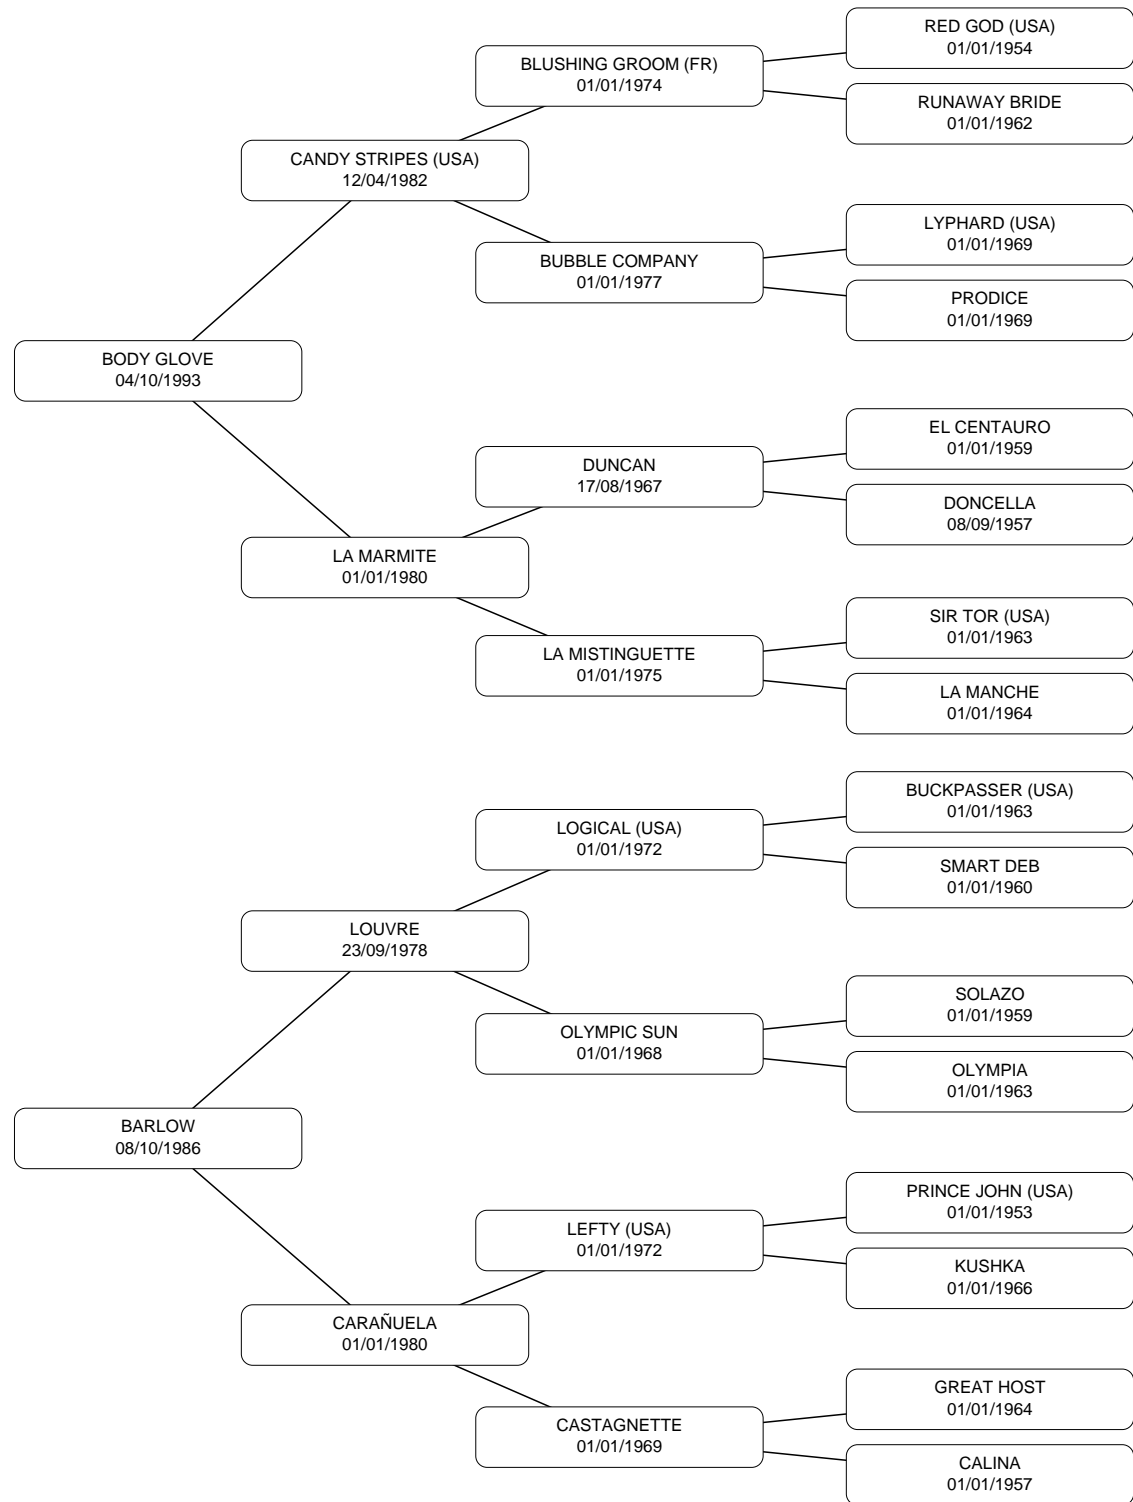 RED GOD (USA)
01/01/1954
BLUSHING GROOM (FR)
01/01/1974
RUNAWAY BRIDE
01/01/1962
CANDY STRIPES (USA)
12/04/1982
LYPHARD (USA)
01/01/1969
BUBBLE COMPANY
01/01/1977
PRODICE
01/01/1969
BODY GLOVE
04/10/1993
EL CENTAURO
01/01/1959
DUNCAN
17/08/1967
DONCELLA
08/09/1957
LA MARMITE
01/01/1980
SIR TOR (USA)
01/01/1963
LA MISTINGUETTE
01/01/1975
LA MANCHE
01/01/1964
BUCKPASSER (USA)
01/01/1963
LOGICAL (USA)
01/01/1972
SMART DEB
01/01/1960
LOUVRE
23/09/1978
SOLAZO
01/01/1959
OLYMPIC SUN
01/01/1968
OLYMPIA
01/01/1963
BARLOW
08/10/1986
PRINCE JOHN (USA)
01/01/1953
LEFTY (USA)
01/01/1972
KUSHKA
01/01/1966
CARAÑUELA
01/01/1980
GREAT HOST
01/01/1964
CASTAGNETTE
01/01/1969
CALINA
01/01/1957